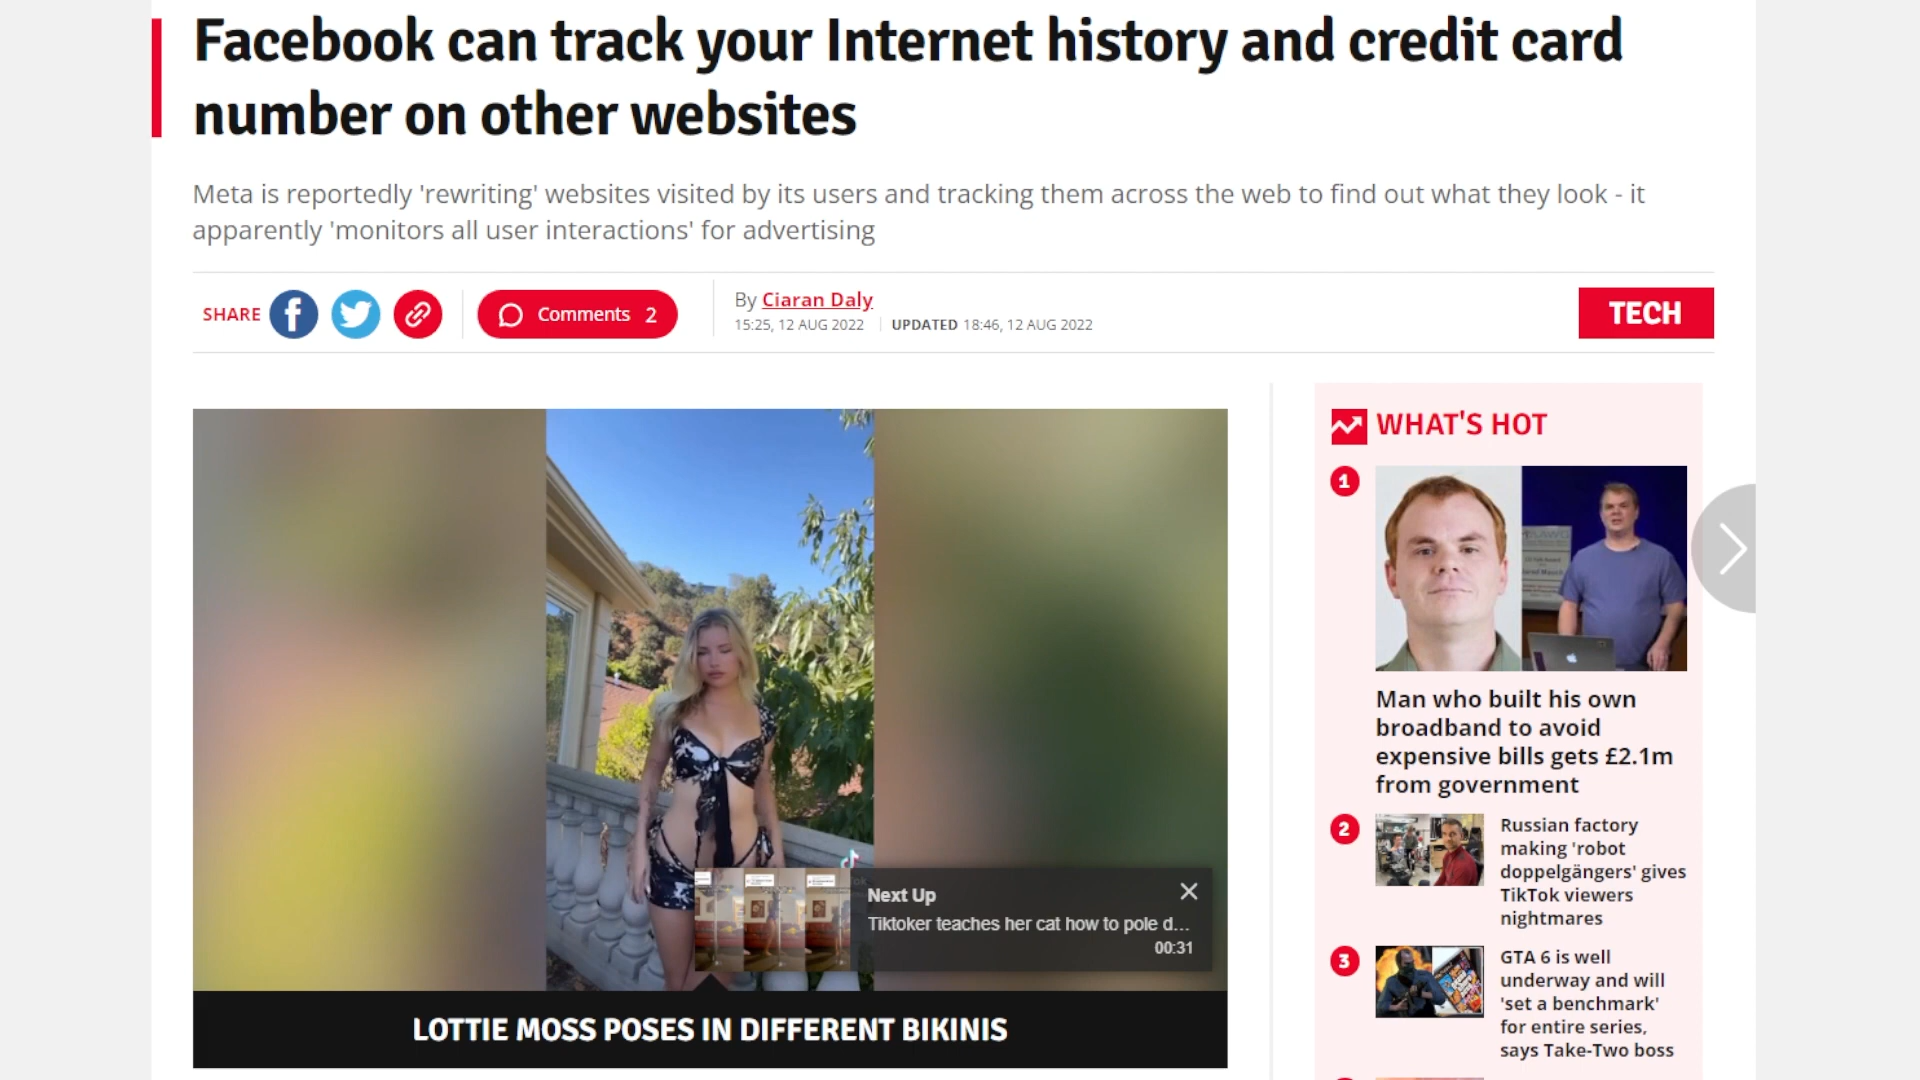 Facebook can track your Internet history and credit card
number on other websites
Meta is reportedly 'rewriting' websites visited by its users and tracking them across the web to find out what they look - it
apparently 'monitors all user interactions' for advertising
SHARE
Comments 2
By Ciaran Daly
15:25, 12 AUG 2022 UPDATED 18:46, 12 AUG 2022
TECH
Next Up
Tiktoker teaches her cat how to pole d...
00:31
LOTTIE MOSS POSES IN DIFFERENT BIKINIS
WHAT'S HOT
1
Man who built his own
broadband to avoid
expensive bills gets £2.1m
from government
2
Russian factory
making 'robot
doppelgängers' gives
TikTok viewers
nightmares
3
GTA 6 is well
underway and will
'set a benchmark'
for entire series,
says Take-Two boss